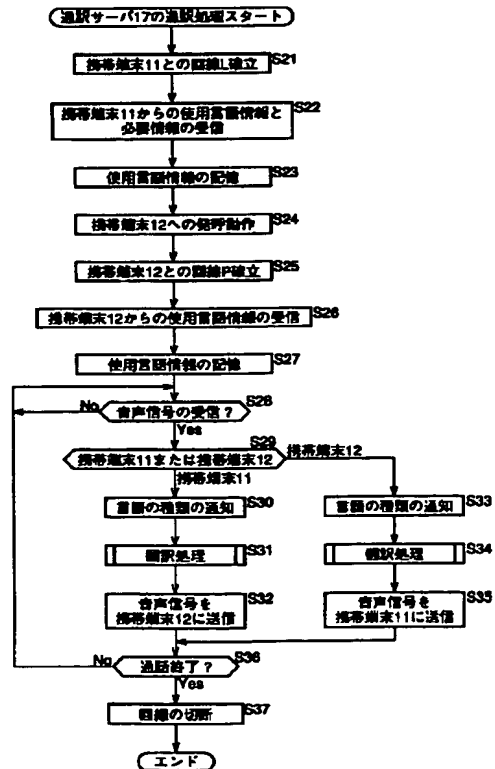 通訳サーバ17の通訳処理スタート
携帯端末11との回線L確立
S21
携帯端末11からの使用言語情報と
必要情報の受信
S22
使用言語情報の記憶
S23
携帯端末12への発呼動作
S24
携帯端末12との回線P確立
S25
携帯端末12からの使用言語情報の受信
S26
使用言語情報の記憶
S27
音声信号の受信？
S28
No
Yes
携帯端末11または携帯端末12
S29
携帯端末12
携帯端末11
言語の種類の通知
S30
言語の種類の通知
S33
翻訳処理
S31
翻訳処理
S34
音声信号を
携帯端末12に送信
S32
音声信号を
携帯端末11に送信
S35
通話終了？
S36
No
Yes
回線の切断
S37
エンド